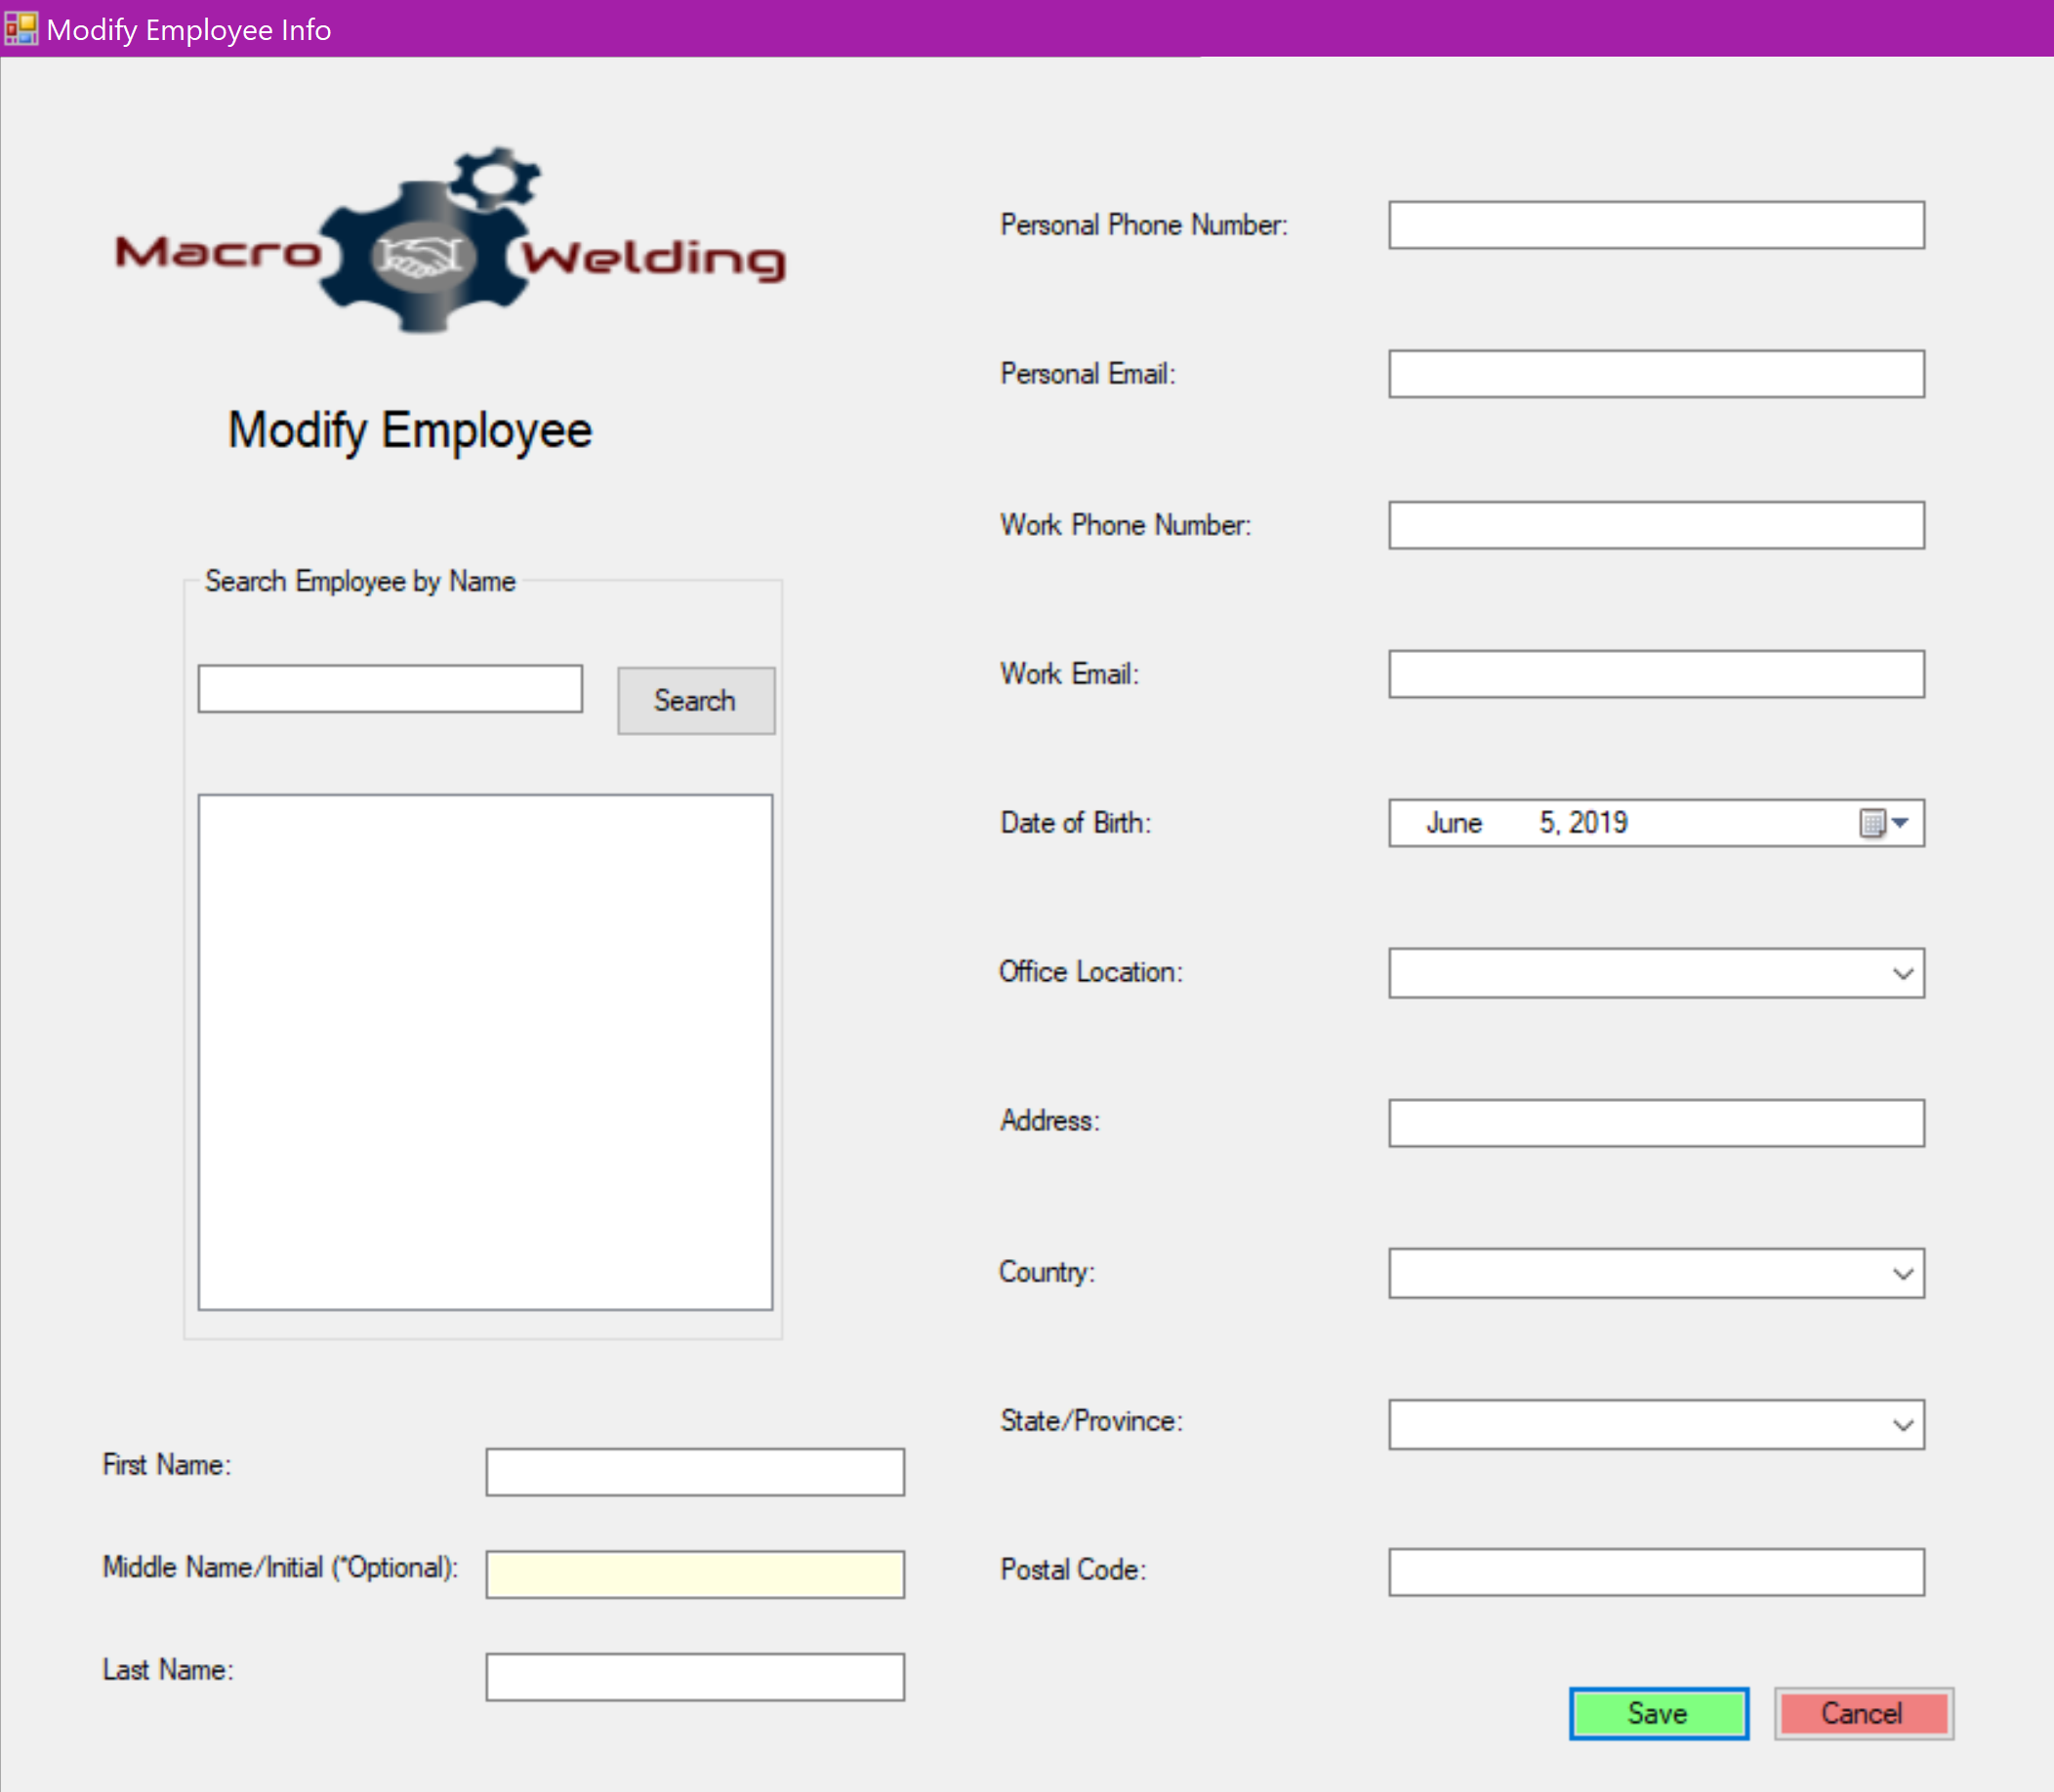 Modify Employee Info
Macro Welding
Modify Employee
Search Employee by Name
Search
First Name:
Middle Name/Initial (*Optional):
Last Name:
Personal Phone Number:
Personal Email:
Work Phone Number:
Work Email:
Date of Birth: June 5, 2019
Office Location:
Address:
Country:
State/Province:
Postal Code:
Save Cancel